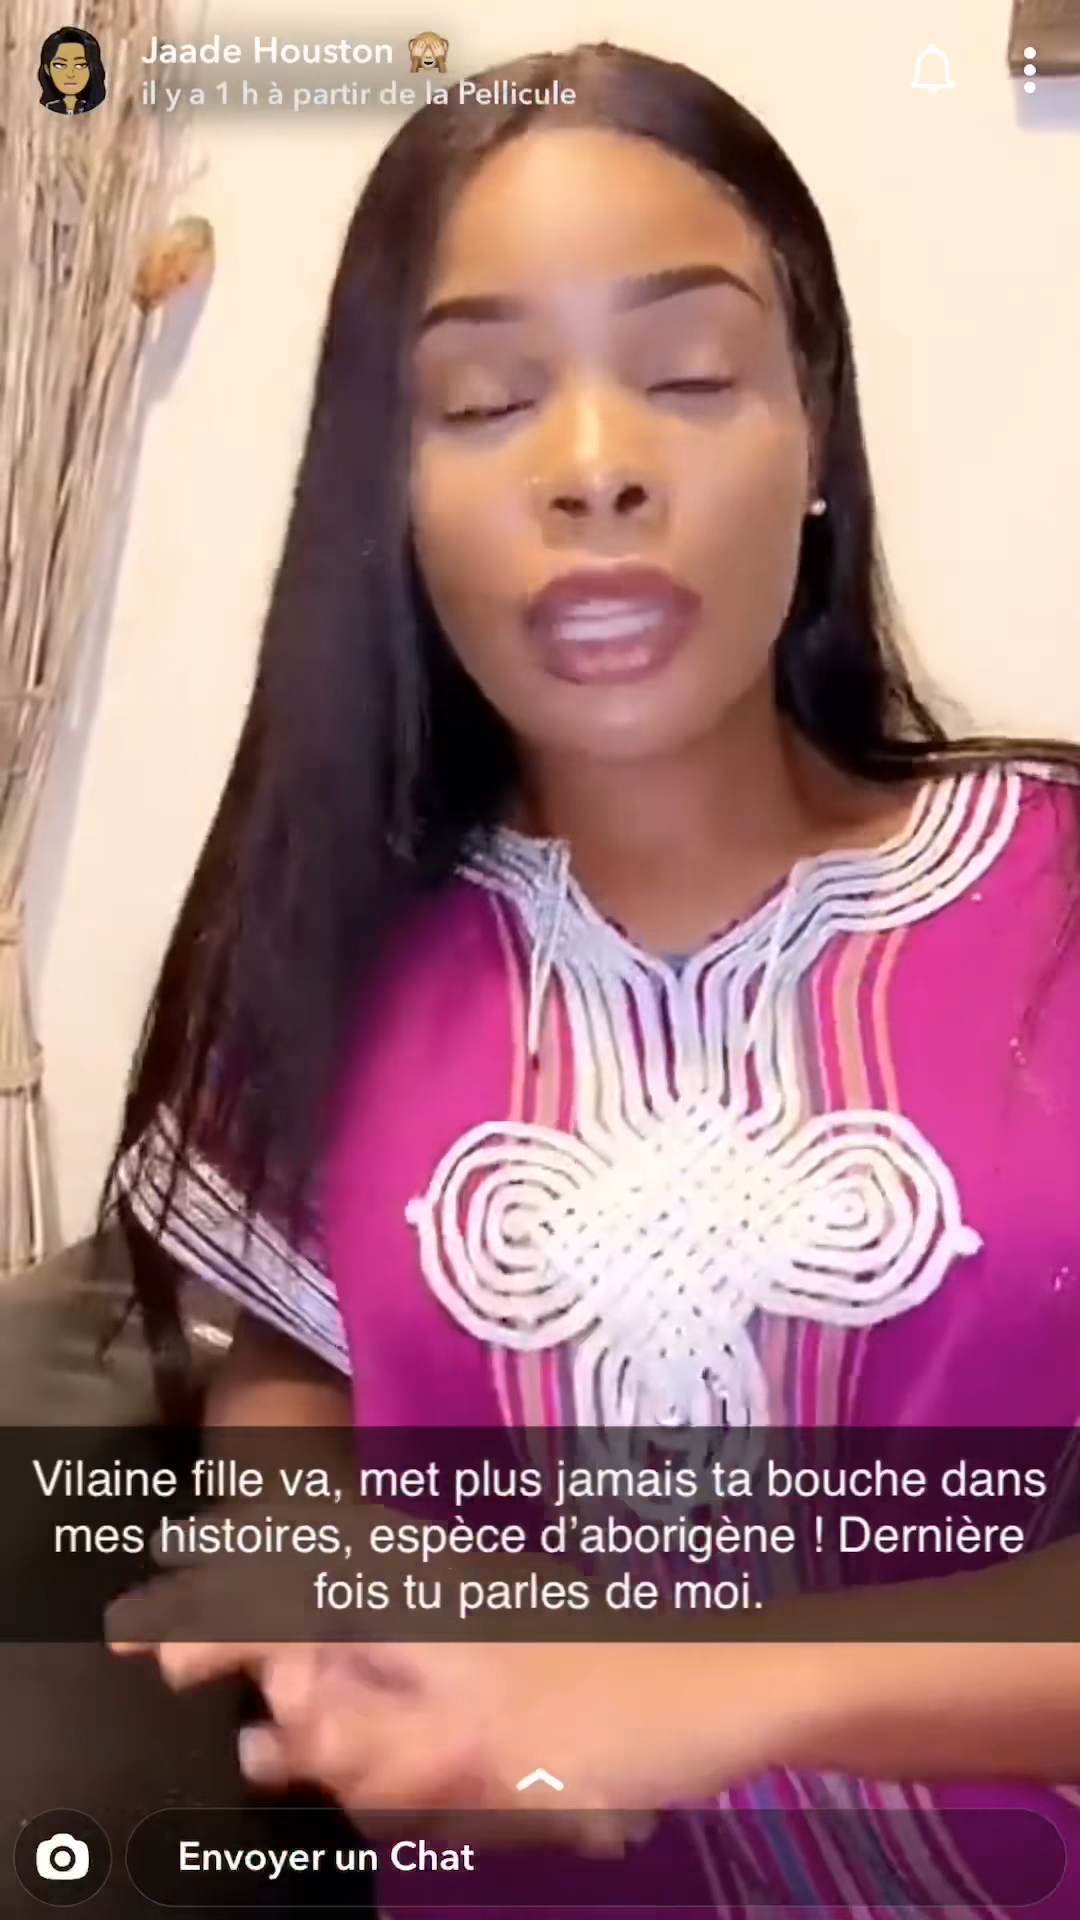 Jaade Houston 🙈
il y a 1 h à partir de la Pellicule
Vilaine fille va, met plus jamais ta bouche dans
mes histoires, espèce d’aborigène ! Dernière
fois tu parles de moi.
Envoyer un Chat